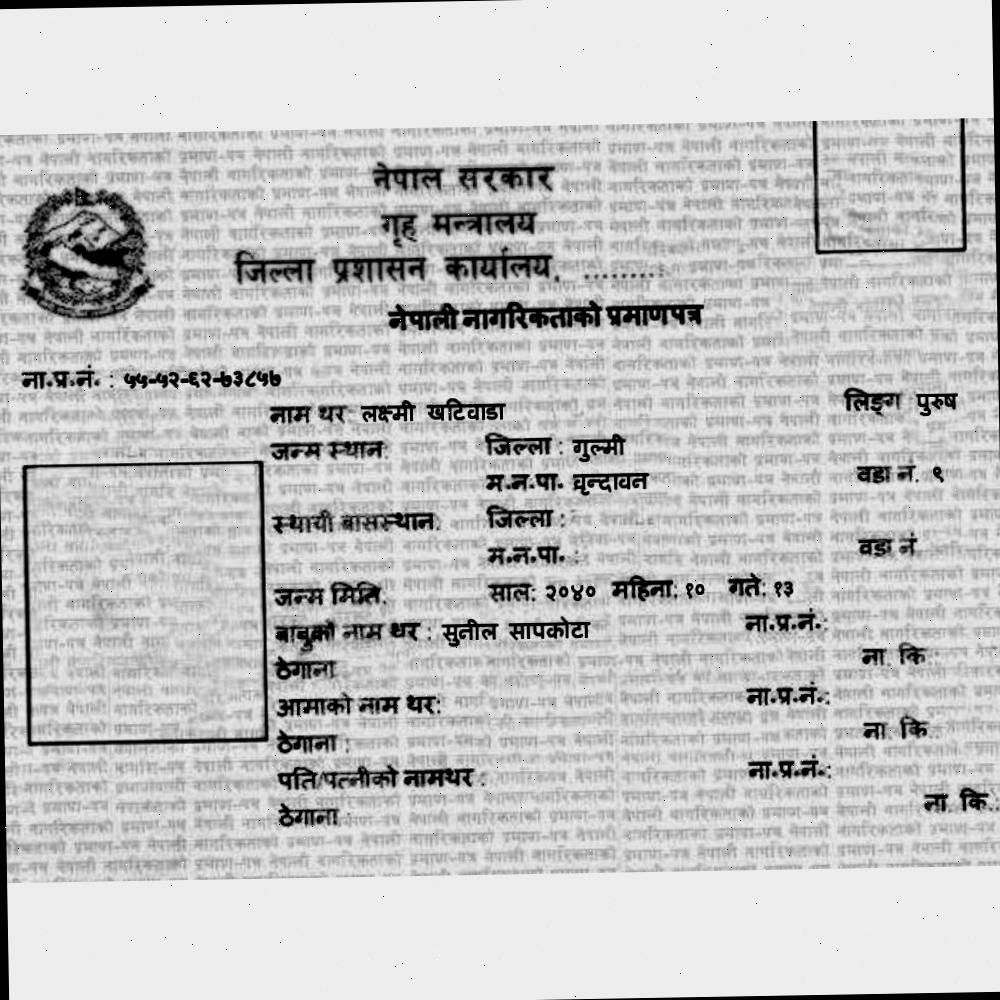 नेपाल सरकार
गृह मन्त्रालय
जिल्ला प्रशासन कार्यालय, .........
नेपाली नागरिकताको प्रमाणपत्र
ना.प्र.नं. : ५५-५२-६२-७३८५७
नाम थर: लक्ष्मी खटिवाडा लिङ्ग पुरुष
जन्म स्थान: जिल्ला : गुल्मी
म.न.पा. वृन्दावन वडा नं. ९
स्थायी बासस्थान: जिल्ला :
म.न.पा. : वडा नं
जन्म मिति: साल: २०४० महिना: १० गते: १३
बाबुको नाम थर : सुनील सापकोटा ना.प्र.नं.:
ठेगाना ना. कि.
आमाको नाम थर: ना.प्र.नं.:
ठेगाना : ना. कि.
पति/पत्नीको नामथर : ना.प्र.नं.:
ठेगाना : ना. कि.